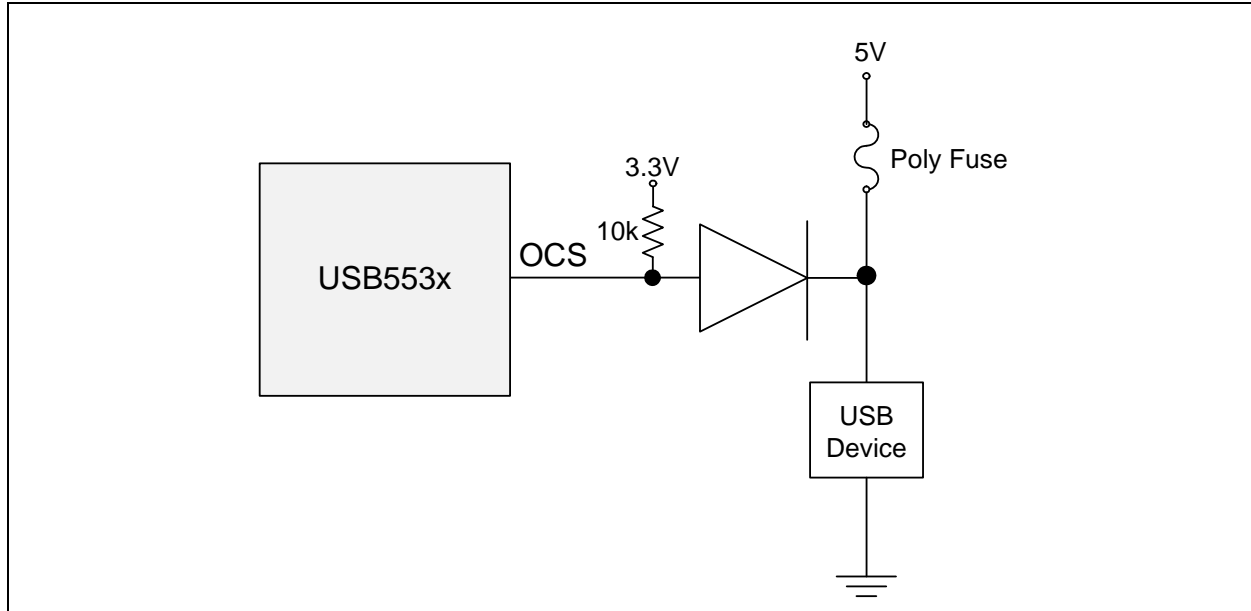 5V
Poly Fuse
3.3V
10k
OCS
USB553x
USB
Device